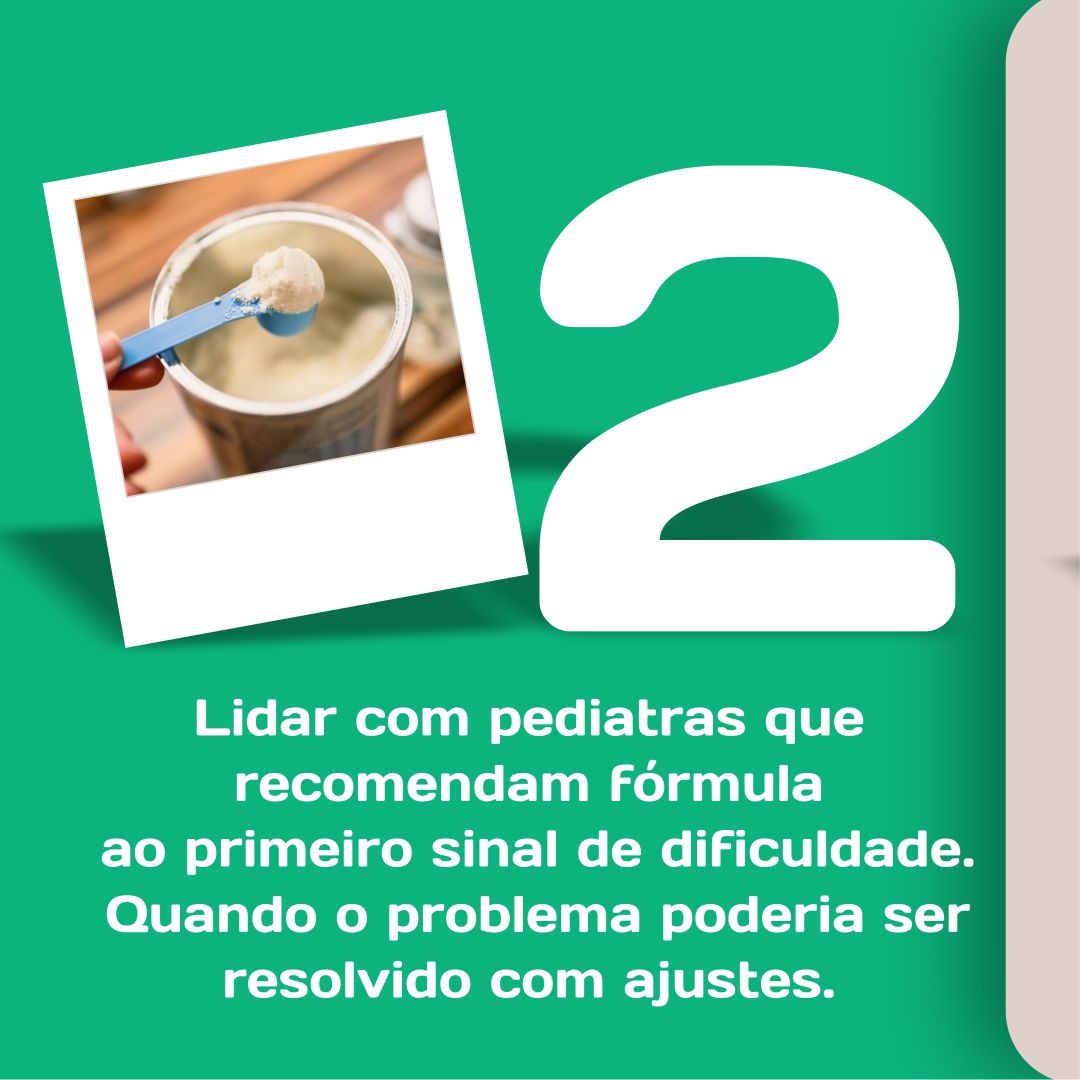 2
Lidar com pediatras que
recomendam fórmula
ao primeiro sinal de dificuldade.
Quando o problema poderia ser
resolvido com ajustes.